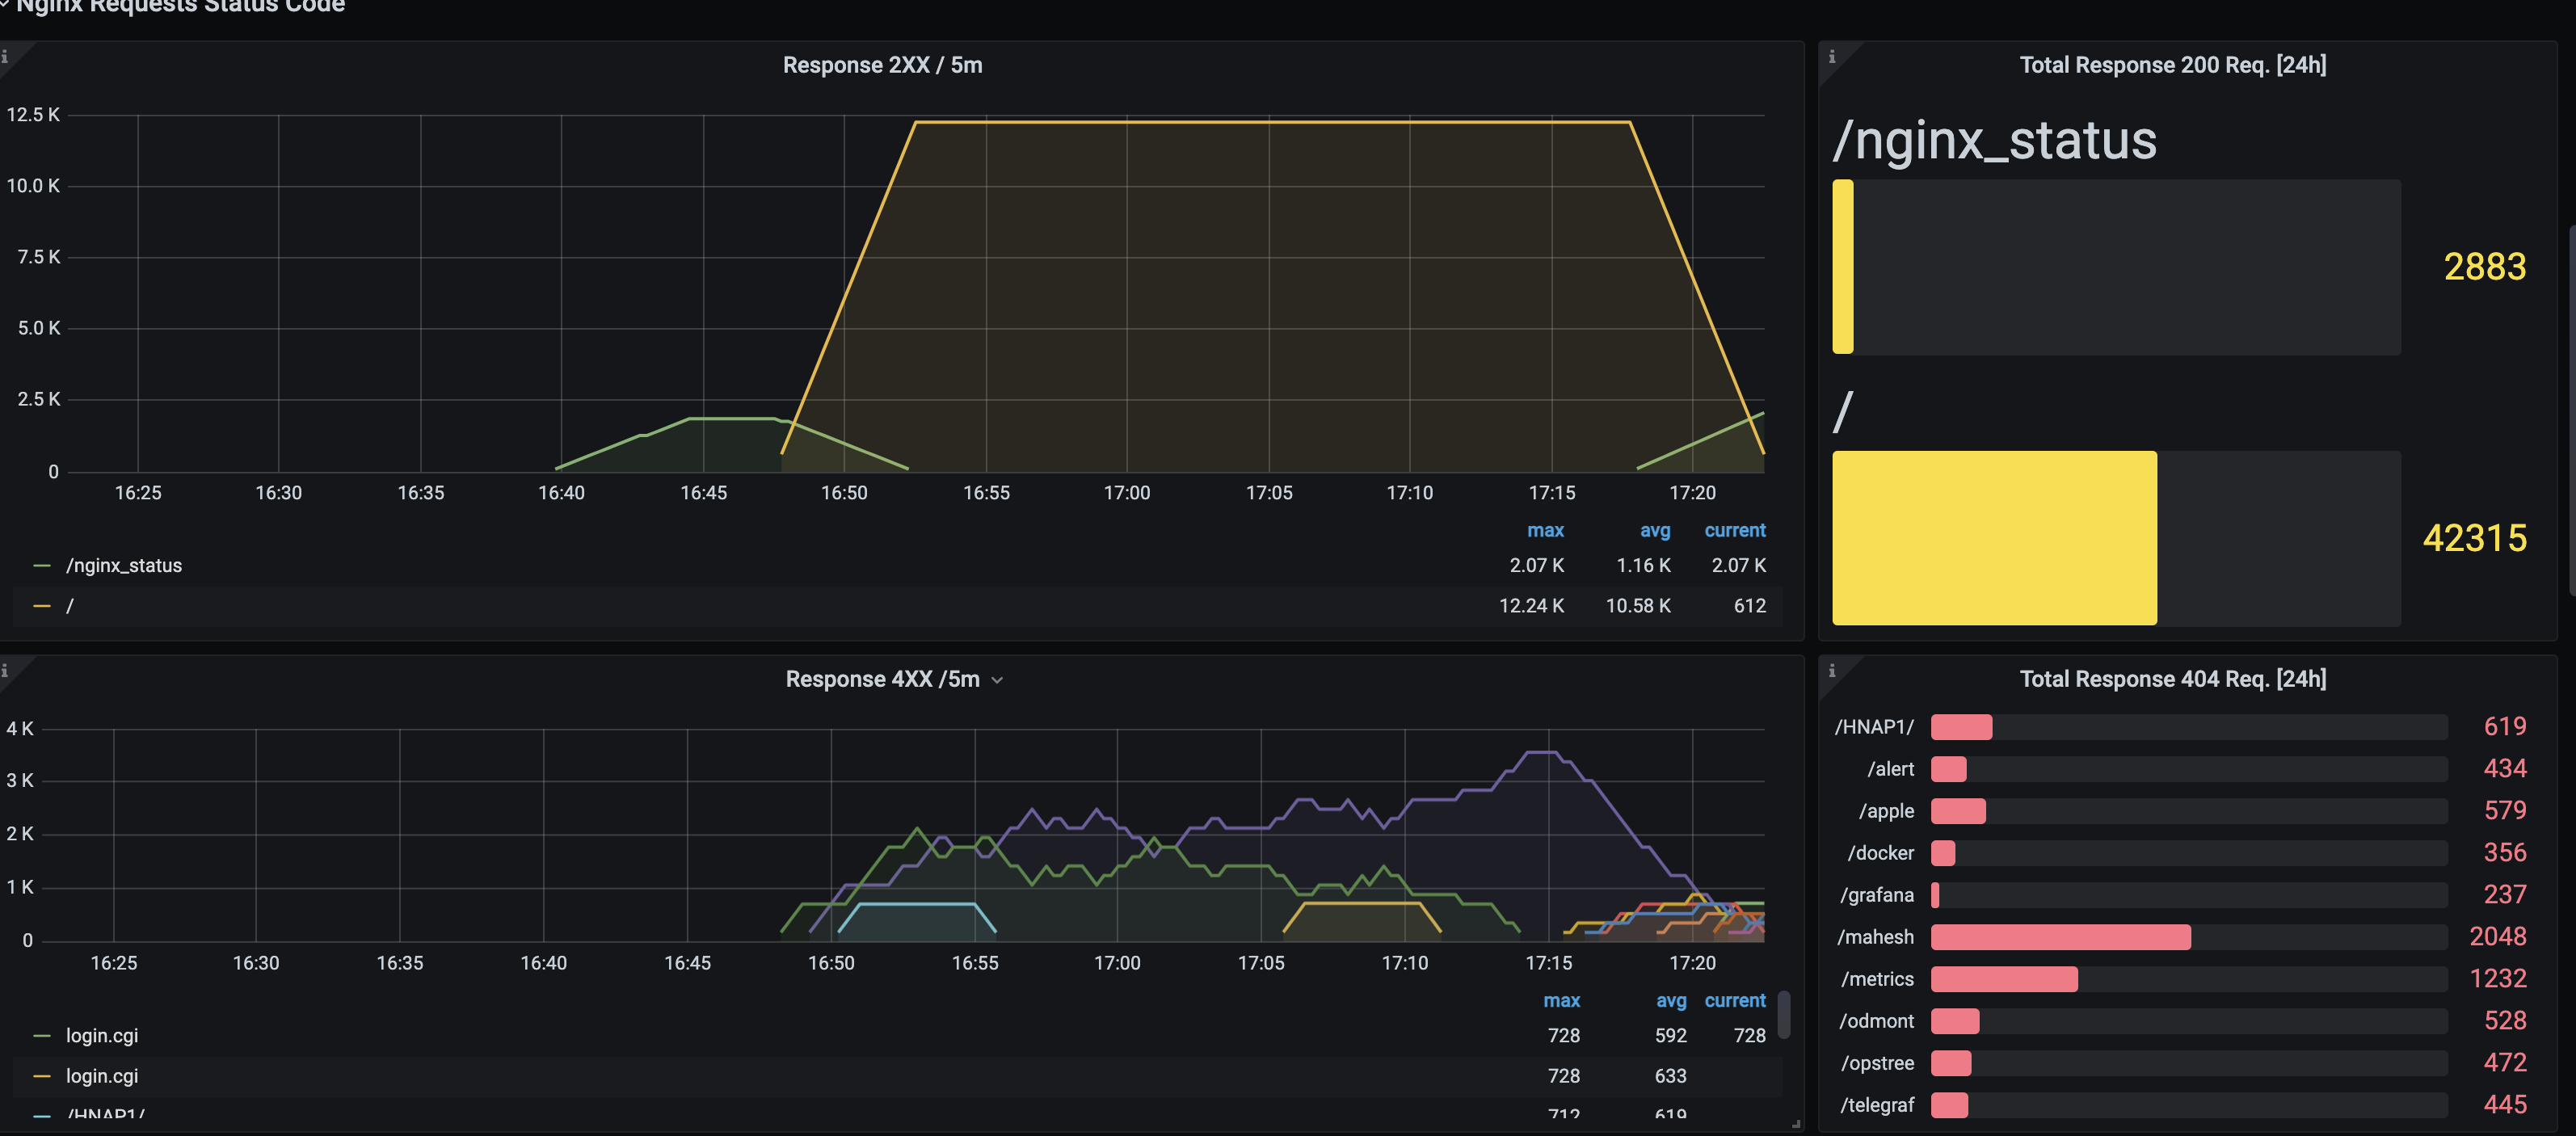 Nginx Requests Status Code
Response 2XX / 5m
12.5 K
10.0 K
7.5 K
5.0 K
2.5 K
0
16:25 16:30 16:35 16:40 16:45 16:50 16:55 17:00 17:05 17:10 17:15 17:20
max avg current
/nginx_status 2.07 K 1.16 K 2.07 K
/ 12.24 K 10.58 K 612
Total Response 200 Req. [24h]
/nginx_status
2883
/
42315
Response 4XX /5m
4 K
3 K
2 K
1 K
0
16:25 16:30 16:35 16:40 16:45 16:50 16:55 17:00 17:05 17:10 17:15 17:20
max avg current
login.cgi 728 592 728
login.cgi 728 633
/HNAP1/ 712 619
Total Response 404 Req. [24h]
/HNAP1/ 619
/alert 434
/apple 579
/docker 356
/grafana 237
/mahesh 2048
/metrics 1232
/odmont 528
/opstree 472
/telegraf 445